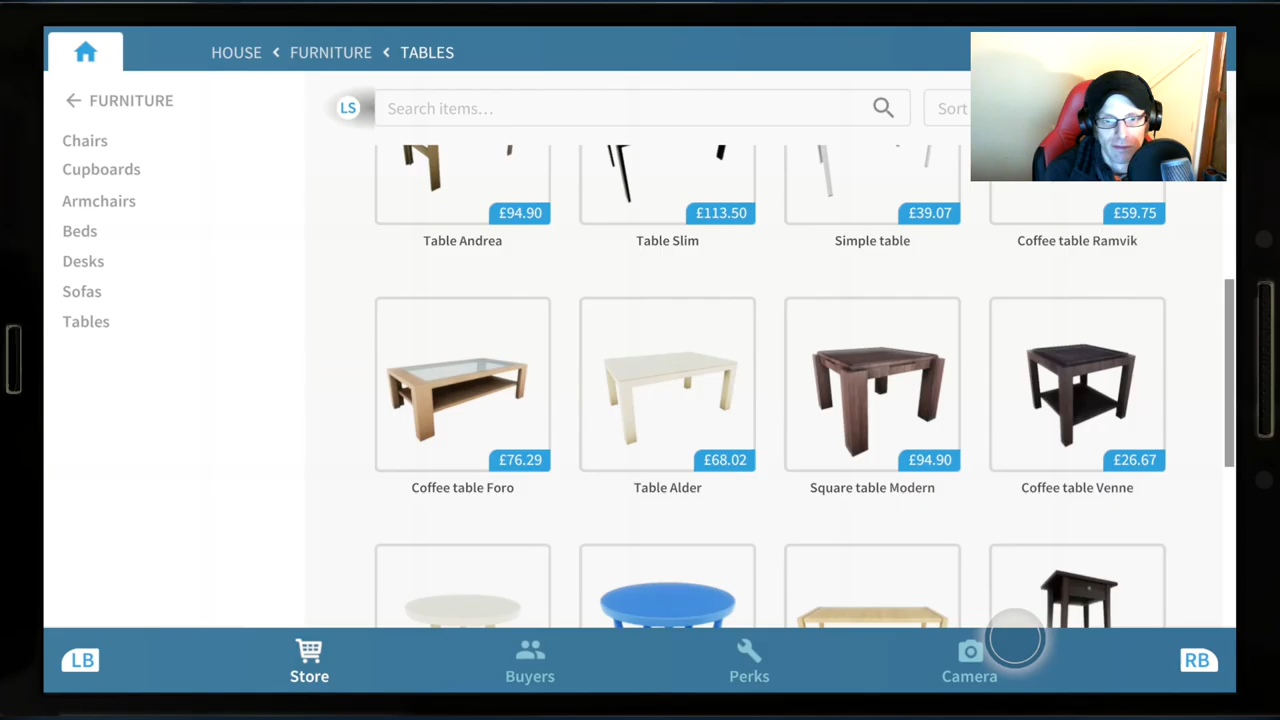 HOUSE < FURNITURE < TABLES
FURNITURE
LS
Search items...
Sort
Chairs
Cupboards
Armchairs
Beds
Desks
Sofas
Tables
£94.90
£113.50
£39.07
£59.75
Table Andrea
Table Slim
Simple table
Coffee table Ramvik
£76.29
£68.02
£94.90
£26.67
Coffee table Foro
Table Alder
Square table Modern
Coffee table Venne
LB
Store
Buyers
Perks
Camera
RB